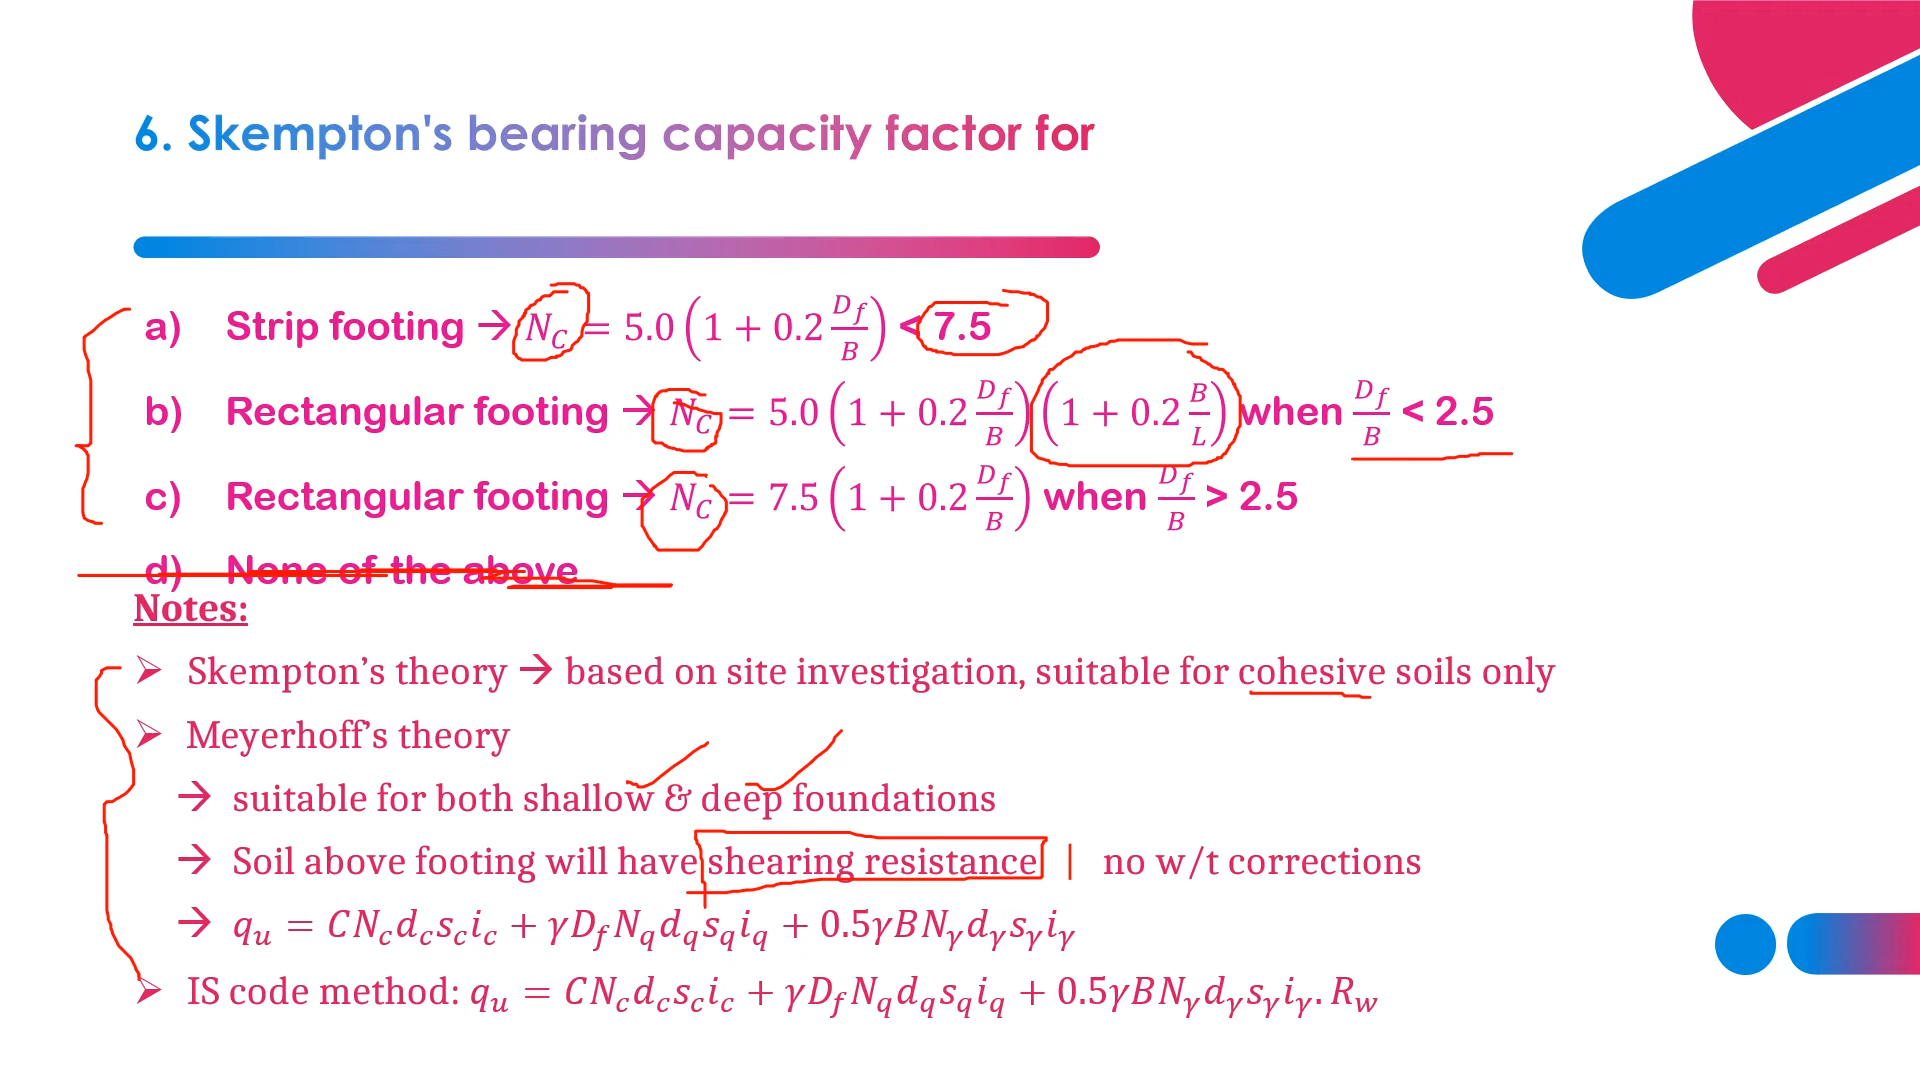 6. Skempton's bearing capacity factor for
a) Strip footing → N_C = 5.0 (1 + 0.2 D_f/B) < 7.5
b) Rectangular footing → N_C = 5.0 (1 + 0.2 D_f/B) (1 + 0.2 B/L) when D_f/B < 2.5
c) Rectangular footing → N_C = 7.5 (1 + 0.2 D_f/B) when D_f/B > 2.5
d) None of the above
Notes:
➢ Skempton’s theory → based on site investigation, suitable for cohesive soils only
➢ Meyerhoff’s theory
→ suitable for both shallow & deep foundations
→ Soil above footing will have shearing resistance | no w/t corrections
→ q_u = CN_c d_c s_c i_c + γD_f N_q d_q s_q i_q + 0.5γBN_γ d_γ s_γ i_γ
➢ IS code method: q_u = CN_c d_c s_c i_c + γD_f N_q d_q s_q i_q + 0.5γBN_γ d_γ s_γ i_γ. R_w